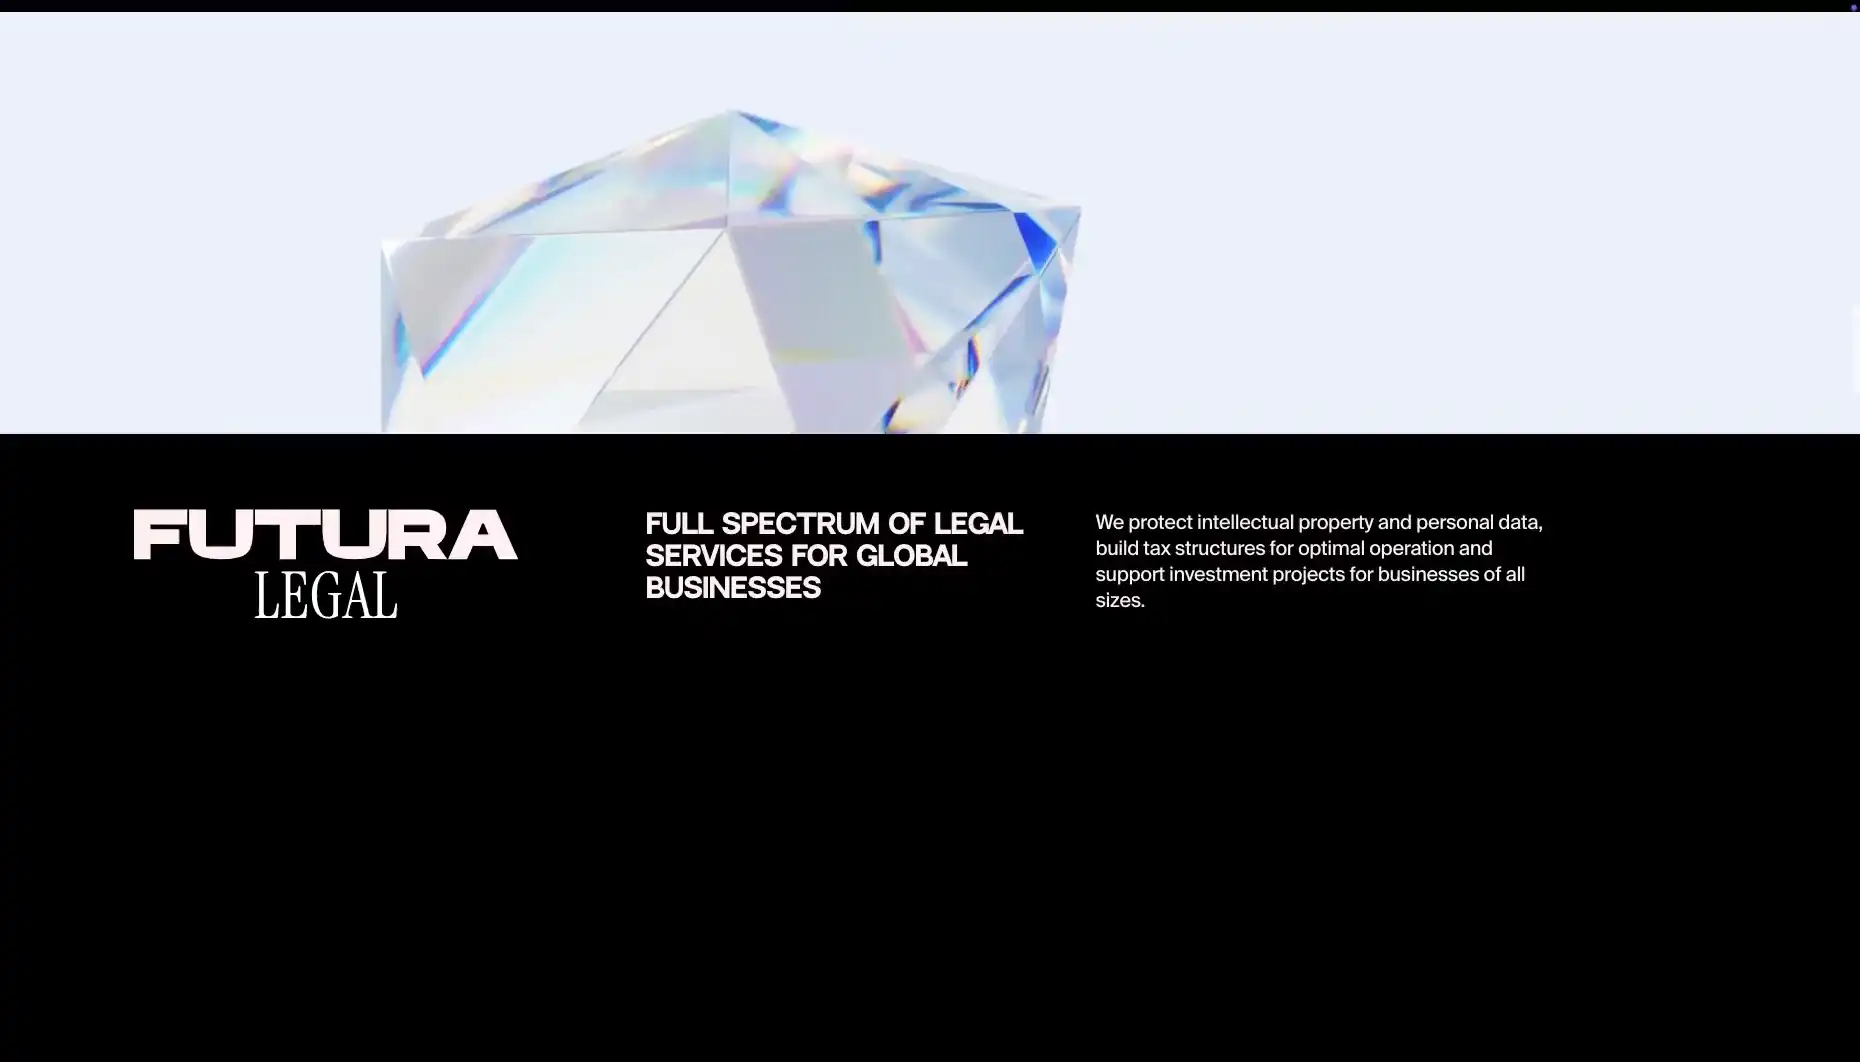 FUTURA
LEGAL
FULL SPECTRUM OF LEGAL
SERVICES FOR GLOBAL
BUSINESSES
We protect intellectual property and personal data,
build tax structures for optimal operation and
support investment projects for businesses of all
sizes.